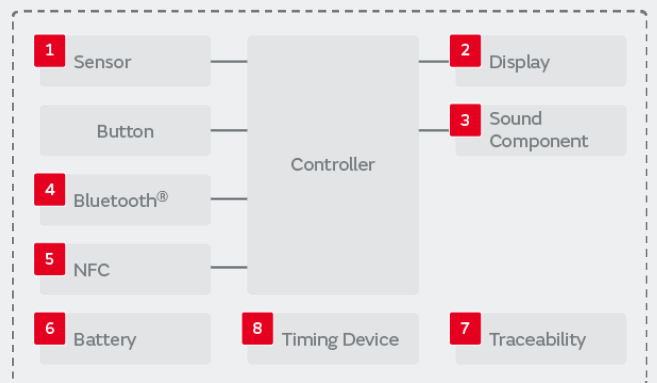 1 Sensor
2 Display
3 Sound
Component
Button
Controller
4 Bluetooth®
5 NFC
6 Battery
8 Timing Device
7 Traceability